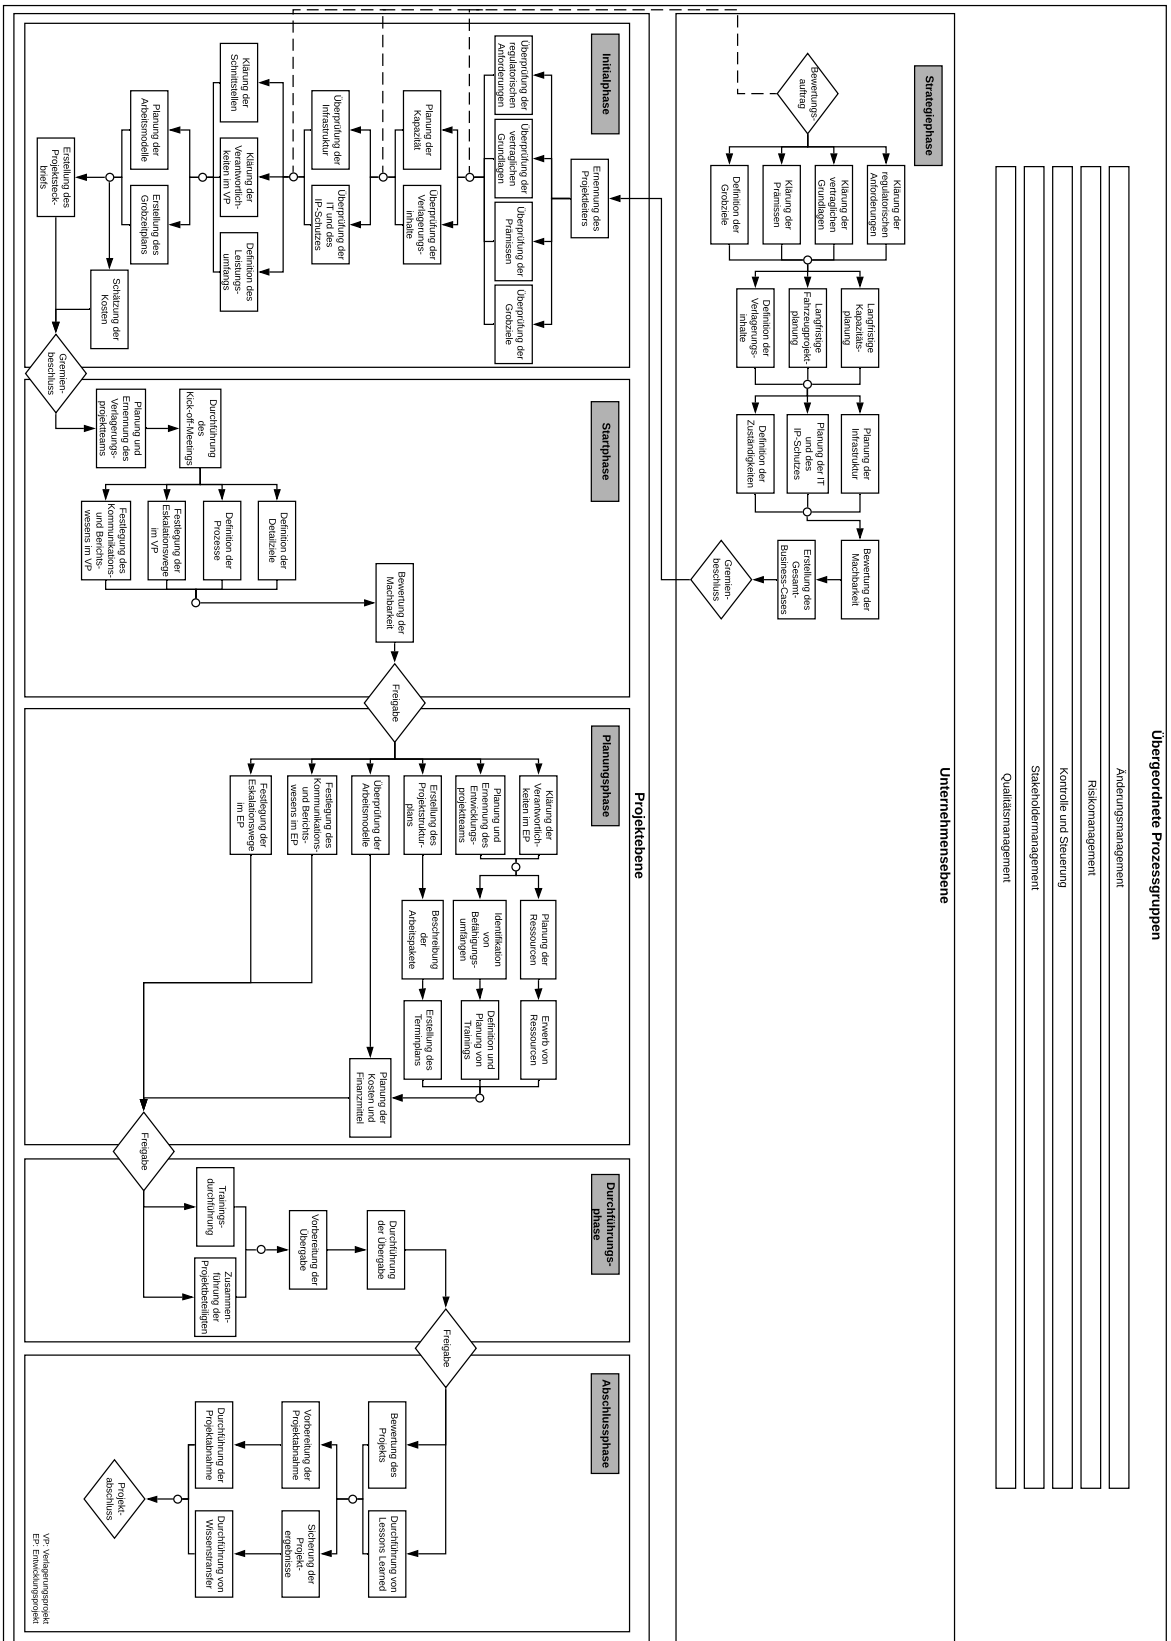 Übergeordnete Prozessgruppen
Änderungsmanagement
Risikomanagement
Kontrolle und Steuerung
Stakeholdermanagement
Qualitätsmanagement
Unternehmensebene
Strategiephase
Bewertungs-
auftrag
Klärung der
regulatorischen
Anforderungen
Klärung der
vertraglichen
Grundlagen
Klärung der
Prämissen
Definition der
Grobziele
Langfristige
Kapazitäts-
planung
Langfristige
Fahrzeugprojekt-
planung
Definition der
Verlagerungs-
inhalte
Planung der
Infrastruktur
Planung der IT
und des
IP-Schutzes
Definition der
Zuständigkeiten
Bewertung der
Machbarkeit
Erstellung des
Gesamt-
Business-Cases
Gremien-
beschluss
Projektebene
Initialphase
Ernennung des
Projektleiters
Überprüfung der
regulatorischen
Anforderungen
Überprüfung der
vertraglichen
Grundlagen
Überprüfung der
Prämissen
Überprüfung der
Grobziele
Planung der
Kapazität
Überprüfung der
Verlagerungs-
inhalte
Überprüfung der
Infrastruktur
Überprüfung der
IT und des
IP-Schutzes
Klärung der
Schnittstellen
Klärung der
Verantwortlich-
keiten im VP
Definition des
Leistungs-
umfangs
Planung der
Arbeitsmodelle
Erstellung des
Grobzeitplans
Erstellung des
Projektsteck-
briefs
Schätzung der
Kosten
Gremien-
beschluss
Startphase
Planung und
Ernennung des
Verlagerungs-
projektteams
Durchführung
des
Kick-off-Meetings
Definition der
Detailziele
Definition der
Prozesse
Festlegung der
Eskalationswege
im VP
Festlegung des
Kommunikations-
und Berichts-
wesens im VP
Bewertung der
Machbarkeit
Freigabe
Planungsphase
Klärung der
Verantwortlich-
keiten im EP
Planung und
Ernennung des
Entwicklungs-
projektteams
Erstellung des
Projektstruktur-
plans
Überprüfung der
Arbeitsmodelle
Festlegung des
Kommunikations-
und Berichts-
wesens im EP
Festlegung der
Eskalationswege
im EP
Planung der
Ressourcen
Identifikation
von
Befähigungs-
umfängen
Beschreibung
der
Arbeitspakete
Erwerb von
Ressourcen
Definition und
Planung von
Trainings
Erstellung des
Terminplans
Planung der
Kosten und
Finanzmittel
Freigabe
Durchführungs-
phase
Trainings-
durchführung
Zusammen-
führung der
Projektbeteiligten
Vorbereitung der
Übergabe
Durchführung
der Übergabe
Freigabe
Abschlussphase
Bewertung des
Projekts
Durchführung von
Lessons Learned
Vorbereitung der
Projektabnahme
Sicherung der
Projekt-
ergebnisse
Durchführung der
Projektabnahme
Durchführung von
Wissenstransfer
Projekt-
abschluss
VP: Verlagerungsprojekt
EP: Entwicklungsprojekt